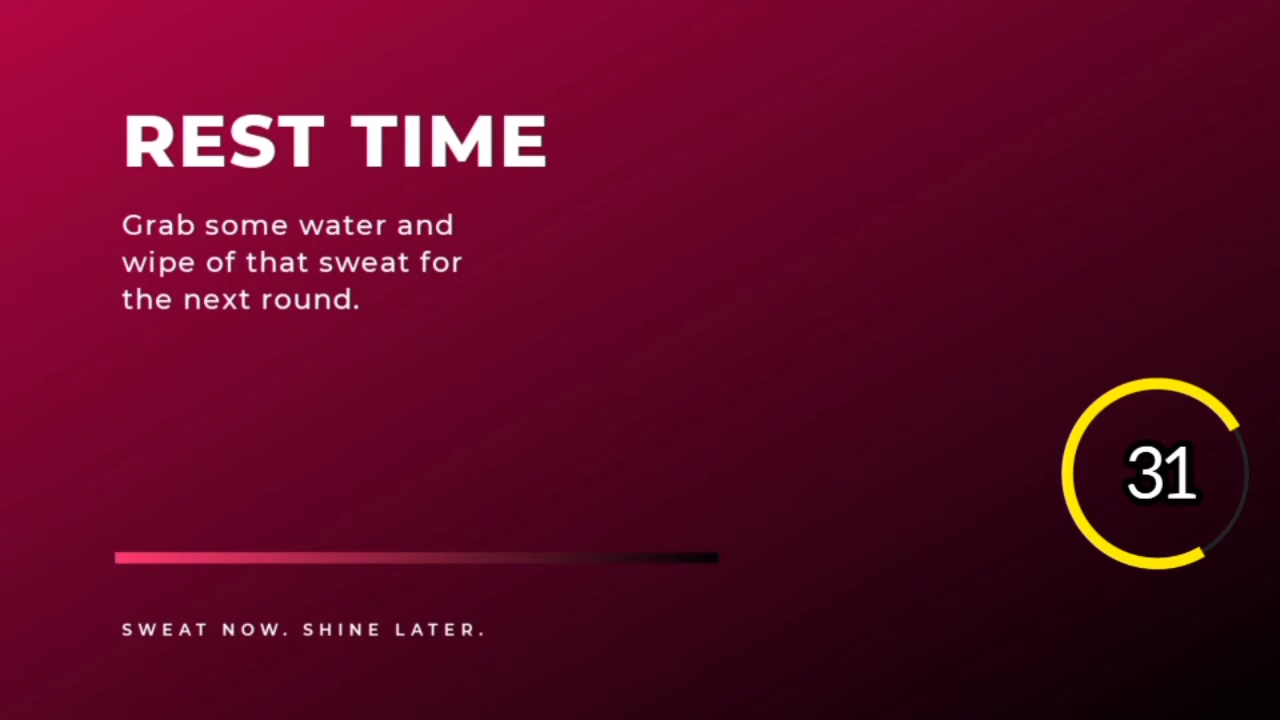 REST TIME
Grab some water and
wipe of that sweat for
the next round.
31
SWEAT NOW. SHINE LATER.